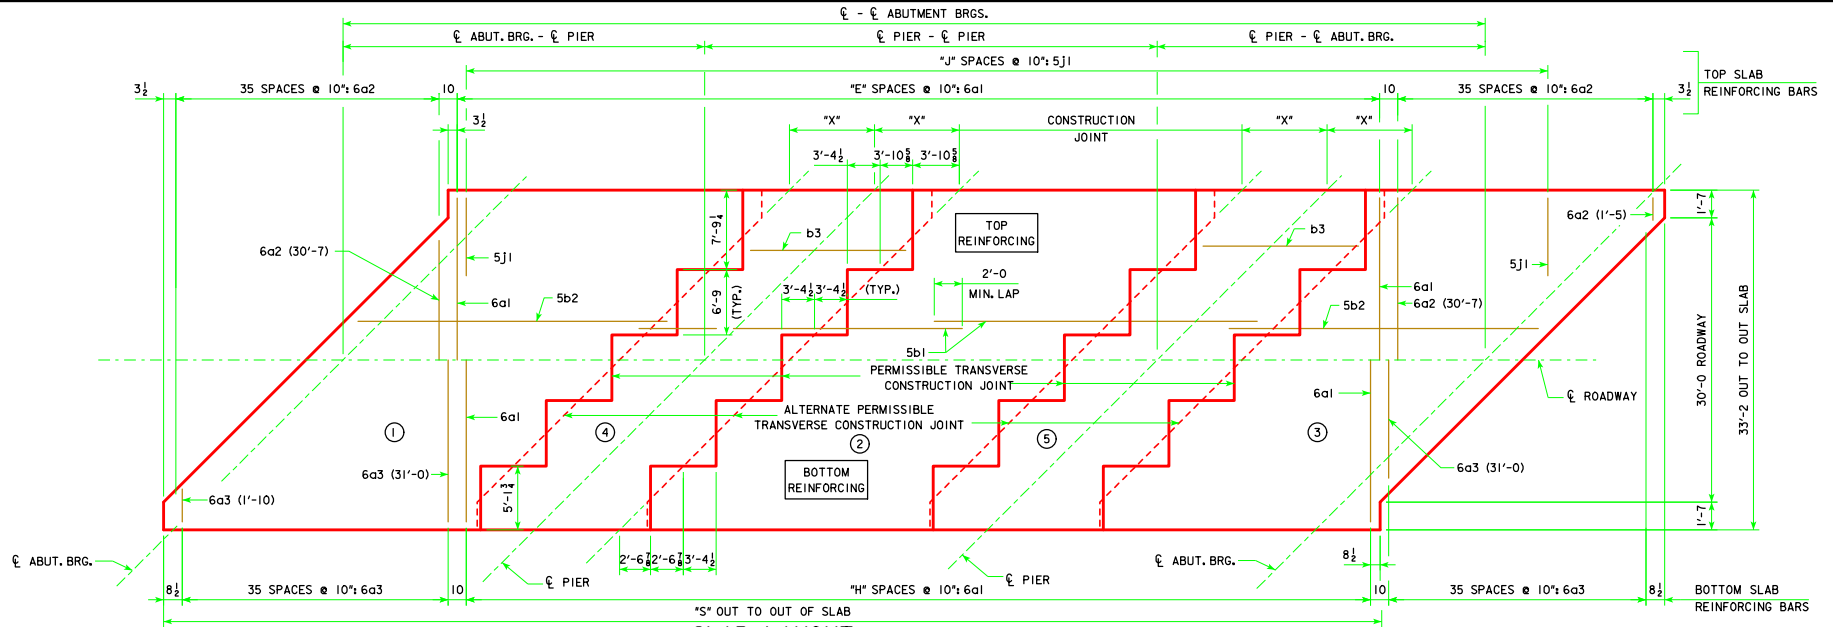 ℄ - ℄ ABUTMENT BRGS.
℄ ABUT. BRG. - ℄ PIER
℄ PIER - ℄ PIER
℄ PIER - ℄ ABUT. BRG.
"J" SPACES @ 10": 5j1
TOP SLAB
REINFORCING BARS
3½
35 SPACES @ 10": 6a2
10
"E" SPACES @ 10": 6a1
10
35 SPACES @ 10": 6a2
3½
3½
"X"
"X"
CONSTRUCTION
JOINT
"X"
"X"
3'-4½
3'-10⅝
3'-10⅝
7'-9¼
b3
TOP
REINFORCING
b3
6a2 (1'-5)
1'-7
6a2 (30'-7)
5j1
5j1
6a1
5b2
6'-9
(TYP.)
3'-4½
3'-4½
(TYP.)
2'-0
MIN. LAP
6a1
6a2 (30'-7)
5b2
5b1
30'-0 ROADWAY
33'-2 OUT TO OUT SLAB
PERMISSIBLE TRANSVERSE
CONSTRUCTION JOINT
6a1
6a1
℄ ROADWAY
ALTERNATE PERMISSIBLE
TRANSVERSE CONSTRUCTION JOINT
1
4
2
5
3
6a3 (31'-0)
BOTTOM
REINFORCING
6a3 (31'-0)
6a3 (1'-10)
5'-1¾
1'-7
℄ ABUT. BRG.
2'-6⅞
2'-6⅞
3'-4½
℄ PIER
℄ PIER
℄ ABUT. BRG.
8½
8½
35 SPACES @ 10": 6a3
10
"H" SPACES @ 10": 6a1
10
35 SPACES @ 10": 6a3
8½
BOTTOM SLAB
REINFORCING BARS
"S" OUT TO OUT OF SLAB